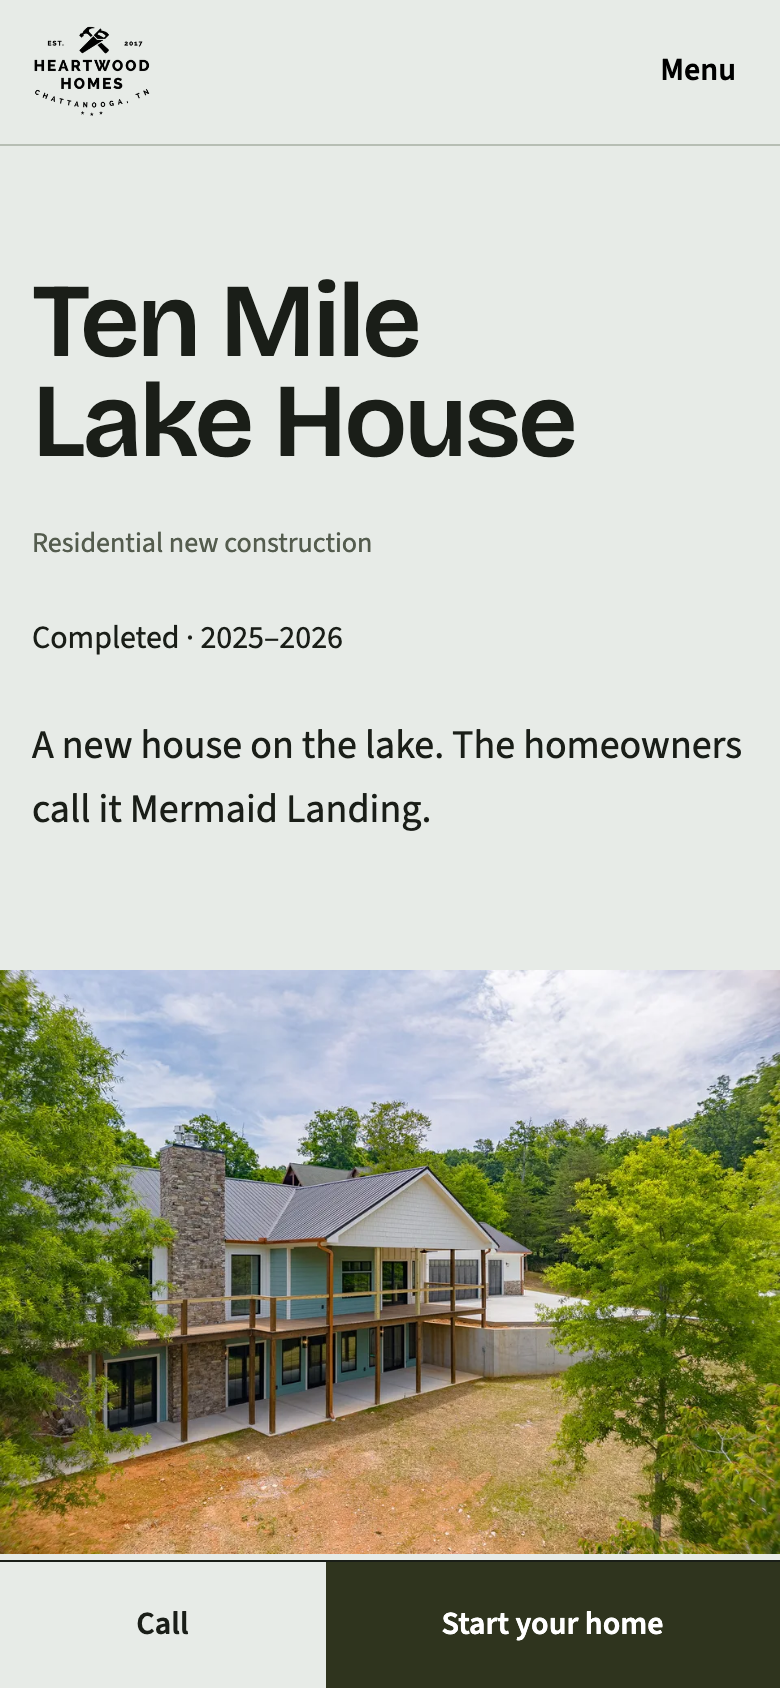 EST. 2017
HEARTWOOD
HOMES
CHATTANOOGA, TN
Menu
Ten Mile
Lake House
Residential new construction
Completed · 2025–2026
A new house on the lake. The homeowners
call it Mermaid Landing.
Call
Start your home